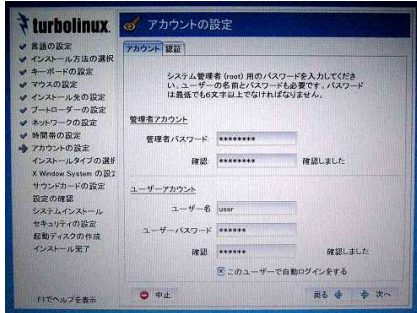 turbolinux.
アカウントの設定
言語の設定
インストール方法の選択
キーボードの設定
マウスの設定
インストール先の設定
ブートローダーの設定
ネットワークの設定
時間帯の設定
アカウントの設定
インストールタイプの選択
X Window System の設定
サウンドカードの設定
設定の確認
システムインストール
セキュリティの設定
起動ディスクの作成
インストール完了
F1でヘルプを表示
アカウント 認証
システム管理者 (root) 用のパスワードを入力してくださ
い。ユーザーの名前とパスワードも必要です。パスワード
は最低でも6文字以上でなければなりません。
管理者アカウント
管理者パスワード ********
確認 ******** 確認しました
ユーザーアカウント
ユーザー名 user
ユーザーパスワード ******
確認 ****** 確認しました
このユーザーで自動ログインをする
中止 戻る 次へ